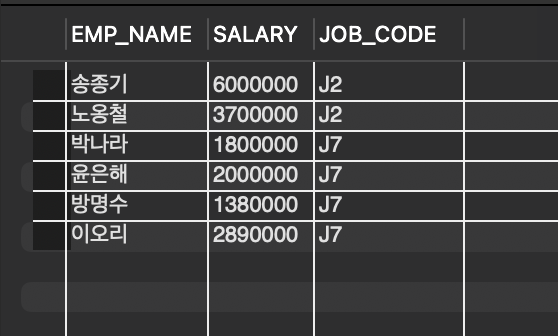 EMP_NAME SALARY JOB_CODE
송종기 6000000 J2
노옹철 3700000 J2
박나라 1800000 J7
윤은해 2000000 J7
방명수 1380000 J7
이오리 2890000 J7